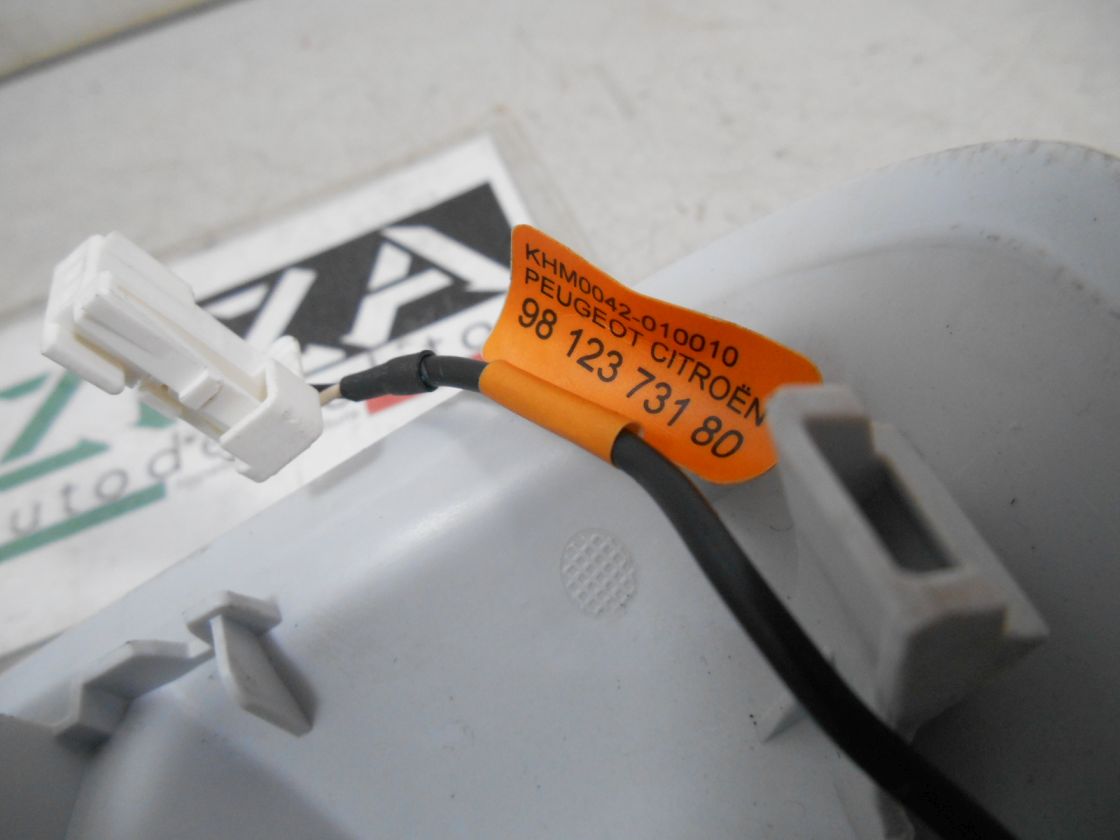 KHM0042-010010
PEUGEOT CITROËN
98 123 731 80